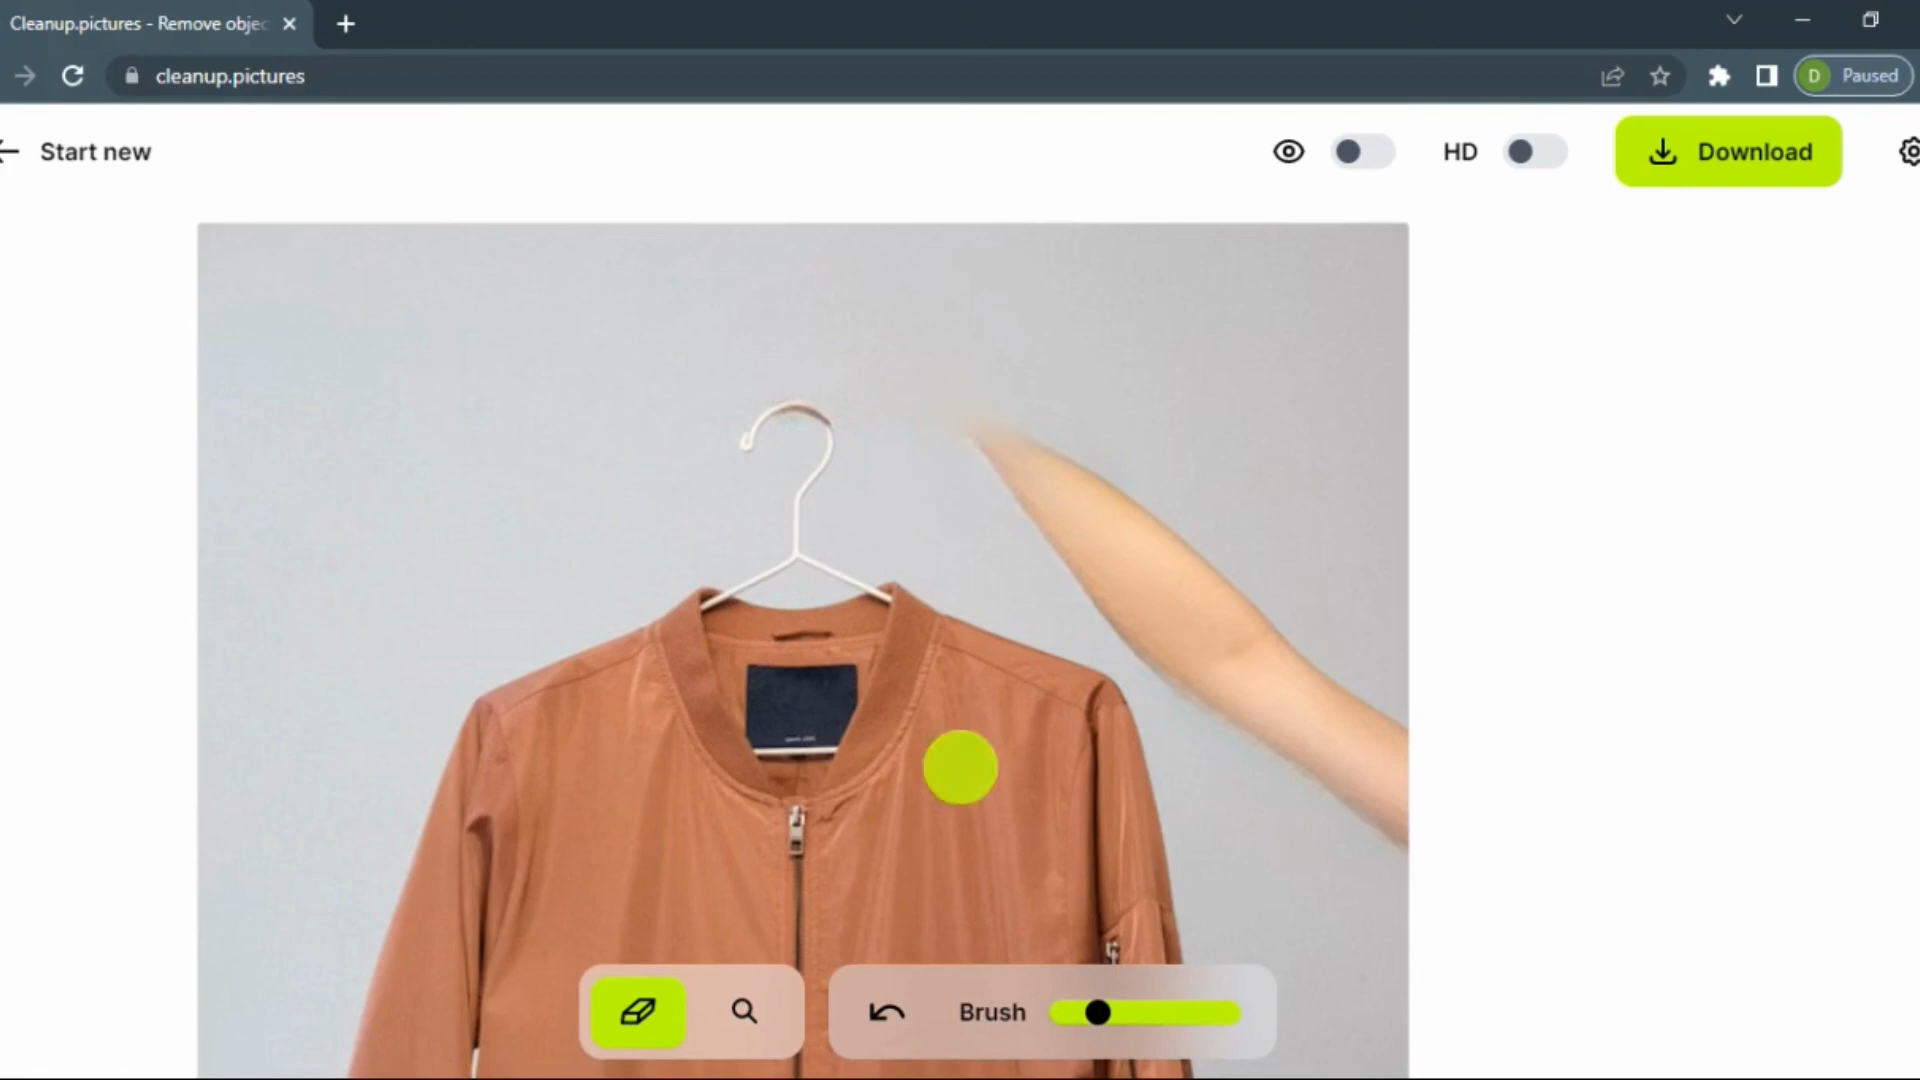 Cleanup.pictures - Remove objec
cleanup.pictures
D Paused
Start new
HD
Download
Brush